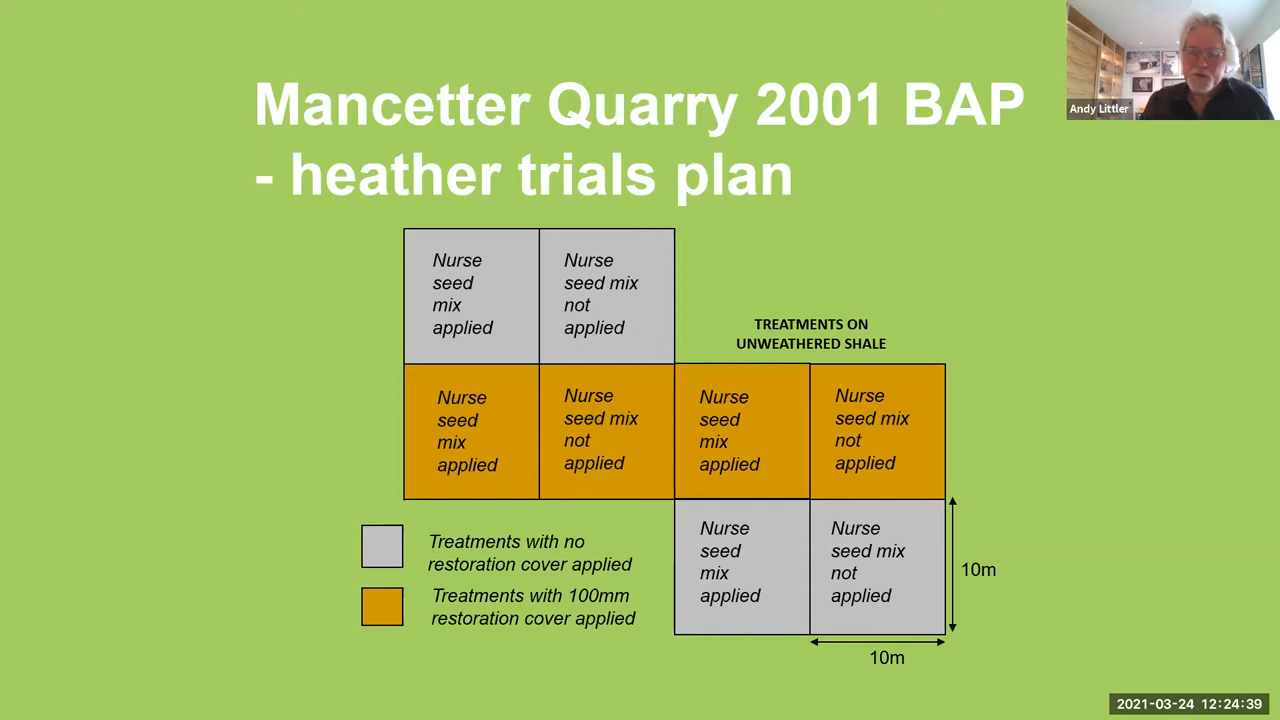 Mancetter Quarry 2001 BAP
- heather trials plan
Andy Littler
Nurse
seed
mix
applied
Nurse
seed mix
not
applied
TREATMENTS ON
UNWEATHERED SHALE
Nurse
seed
mix
applied
Nurse
seed mix
not
applied
Nurse
seed
mix
applied
Nurse
seed mix
not
applied
Nurse
seed
mix
applied
Nurse
seed mix
not
applied
10m
10m
Treatments with no
restoration cover applied
Treatments with 100mm
restoration cover applied
2021-03-24 12:24:39